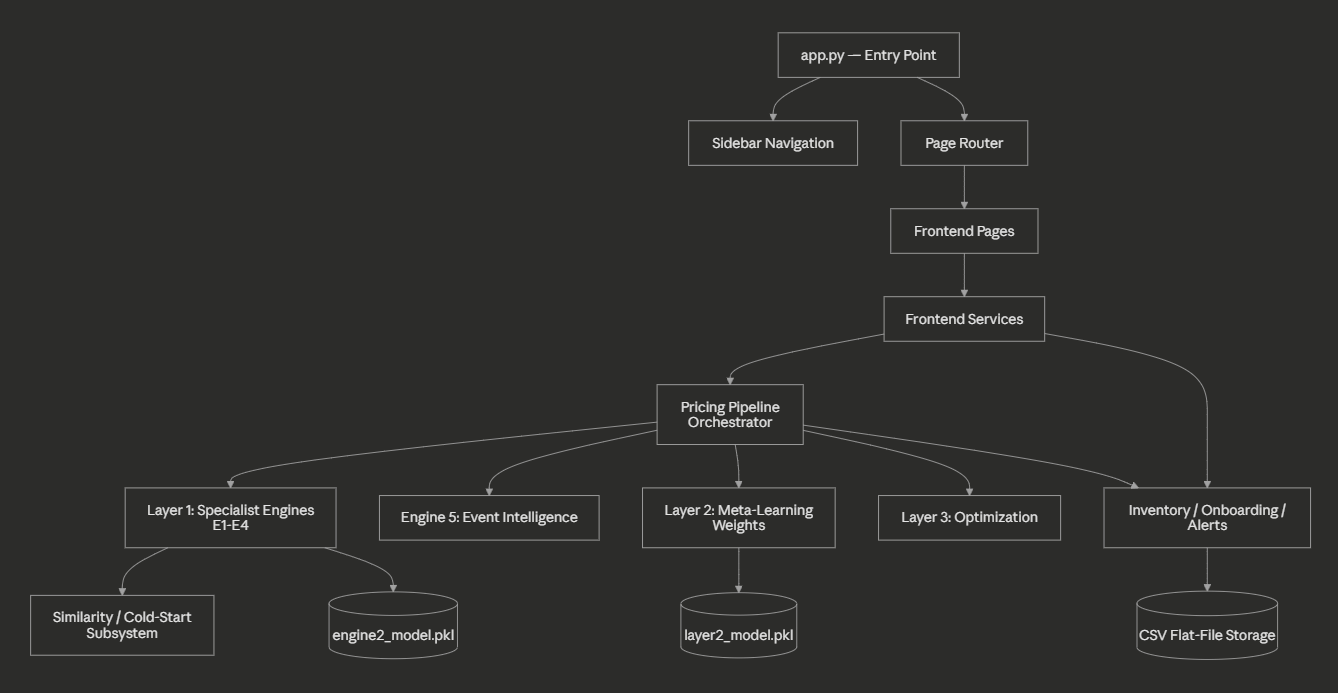 app.py — Entry Point
Sidebar Navigation
Page Router
Frontend Pages
Frontend Services
Pricing Pipeline
Orchestrator
Layer 1: Specialist Engines
E1-E4
Engine 5: Event Intelligence
Layer 2: Meta-Learning
Weights
Layer 3: Optimization
Inventory / Onboarding /
Alerts
Similarity / Cold-Start
Subsystem
engine2_model.pkl
layer2_model.pkl
CSV Flat-File Storage